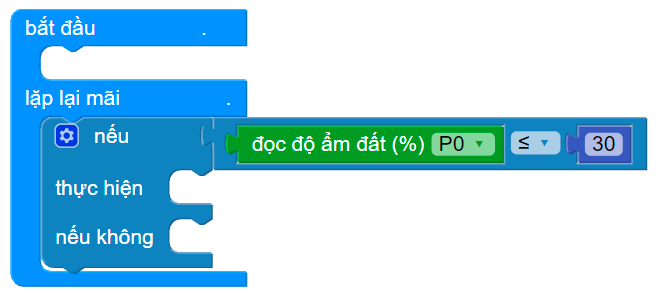 bắt đầu .
lặp lại mãi .
nếu đọc độ ẩm đất (%) P0 ▼ ≤ ▼ 30
thực hiện
nếu không